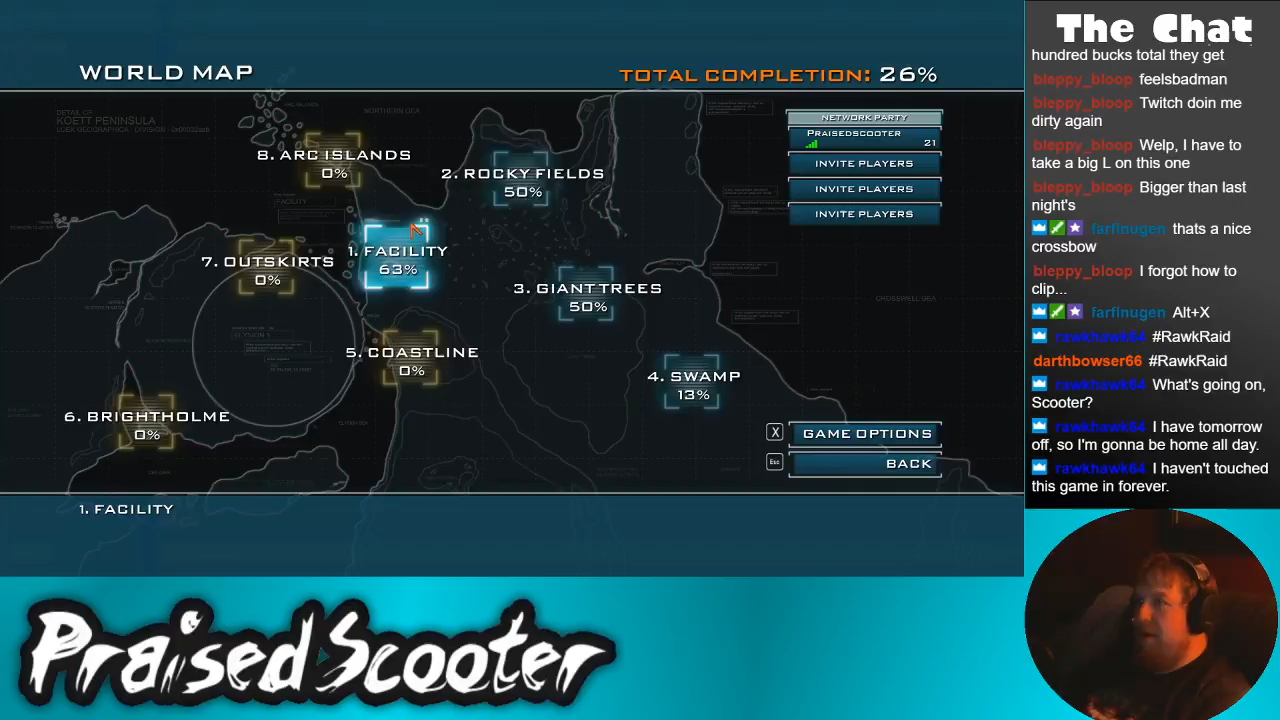 WORLD MAP
TOTAL COMPLETION: 26%
DETAIL OF
KOETT PENINSULA
NORTHERN SEA
NETWORK PARTY
PRAISEDSCOOTER
21
INVITE PLAYERS
INVITE PLAYERS
INVITE PLAYERS
8. ARC ISLANDS
0%
2. ROCKY FIELDS
50%
1. FACILITY
63%
7. OUTSKIRTS
0%
3. GIANT TREES
50%
5. COASTLINE
0%
4. SWAMP
13%
6. BRIGHTHOLME
0%
X
GAME OPTIONS
Esc
BACK
1. FACILITY
The Chat
hundred bucks total they get
bleppy_bloop feelsbadman
bleppy_bloop Twitch doin me
dirty again
bleppy_bloop Welp, I have to
take a big L on this one
bleppy_bloop Bigger than last
night's
farfinugen thats a nice
crossbow
bleppy_bloop I forgot how to
clip...
farfinugen Alt+X
rawkhawk64 #RawkRaid
darthbowser66 #RawkRaid
rawkhawk64 What's going on,
Scooter?
rawkhawk64 I have tomorrow
off, so I'm gonna be home all day.
rawkhawk64 I haven't touched
this game in forever.
PraisedScooter